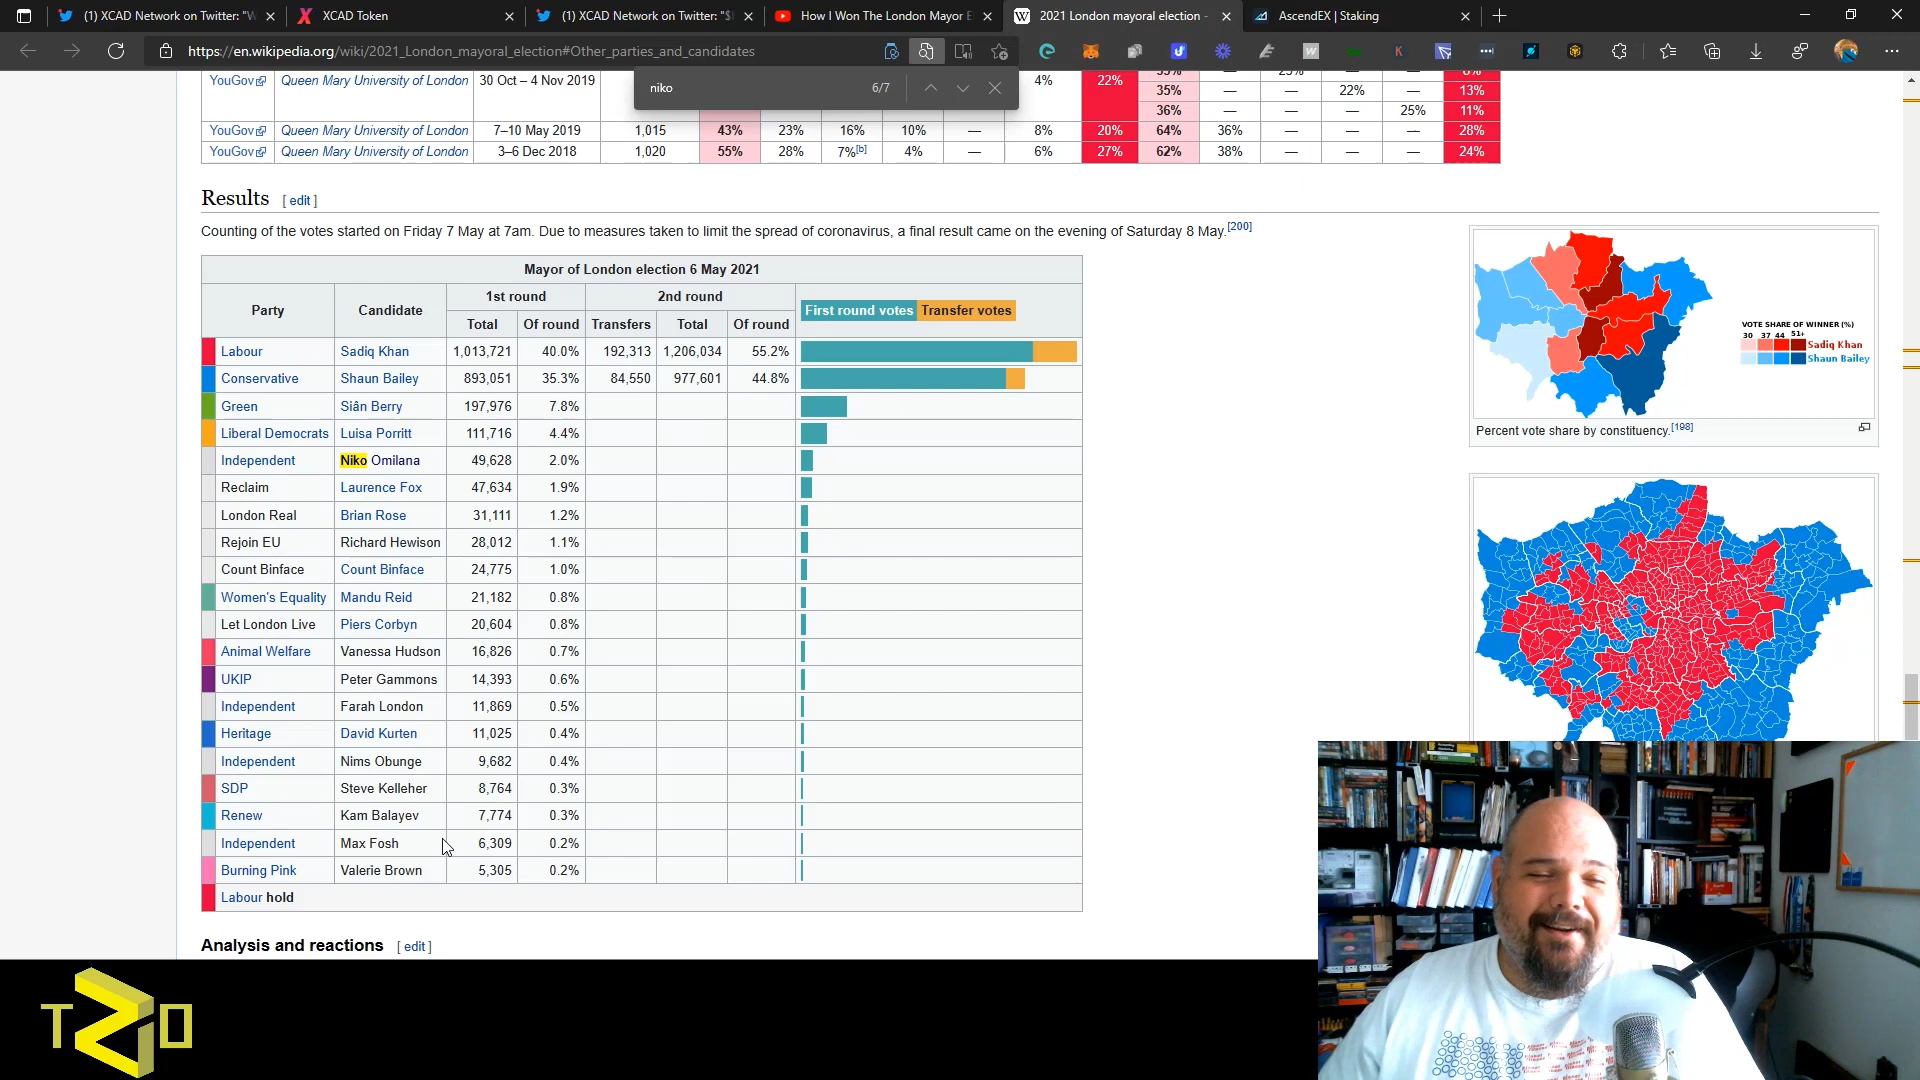 (1) XCAD Network on Twitter: "W
XCAD Token
(1) XCAD Network on Twitter: "$
How I Won The London Mayor E
2021 London mayoral election -
AscendEX | Staking
https://en.wikipedia.org/wiki/2021_London_mayoral_election#Other_parties_and_candidates
niko 6/7
YouGov Queen Mary University of London 30 Oct – 4 Nov 2019 4% 22%
35% — — 22% — 13%
36% — — — 25% 11%
YouGov Queen Mary University of London 7–10 May 2019 1,015 43% 23% 16% 10% — 8% 20% 64% 36% — — — 28%
YouGov Queen Mary University of London 3–6 Dec 2018 1,020 55% 28% 7%[b] 4% — 6% 27% 62% 38% — — — 24%
Results [ edit ]
Counting of the votes started on Friday 7 May at 7am. Due to measures taken to limit the spread of coronavirus, a final result came on the evening of Saturday 8 May.[200]
Mayor of London election 6 May 2021
Party Candidate 1st round 2nd round First round votes Transfer votes
Total Of round Transfers Total Of round
Labour Sadiq Khan 1,013,721 40.0% 192,313 1,206,034 55.2%
Conservative Shaun Bailey 893,051 35.3% 84,550 977,601 44.8%
Green Siân Berry 197,976 7.8%
Liberal Democrats Luisa Porritt 111,716 4.4%
Independent Niko Omilana 49,628 2.0%
Reclaim Laurence Fox 47,634 1.9%
London Real Brian Rose 31,111 1.2%
Rejoin EU Richard Hewison 28,012 1.1%
Count Binface Count Binface 24,775 1.0%
Women's Equality Mandu Reid 21,182 0.8%
Let London Live Piers Corbyn 20,604 0.8%
Animal Welfare Vanessa Hudson 16,826 0.7%
UKIP Peter Gammons 14,393 0.6%
Independent Farah London 11,869 0.5%
Heritage David Kurten 11,025 0.4%
Independent Nims Obunge 9,682 0.4%
SDP Steve Kelleher 8,764 0.3%
Renew Kam Balayev 7,774 0.3%
Independent Max Fosh 6,309 0.2%
Burning Pink Valerie Brown 5,305 0.2%
Labour hold
Analysis and reactions [ edit ]
VOTE SHARE OF WINNER (%)
30 37 44 51+
Sadiq Khan
Shaun Bailey
Percent vote share by constituency.[198]